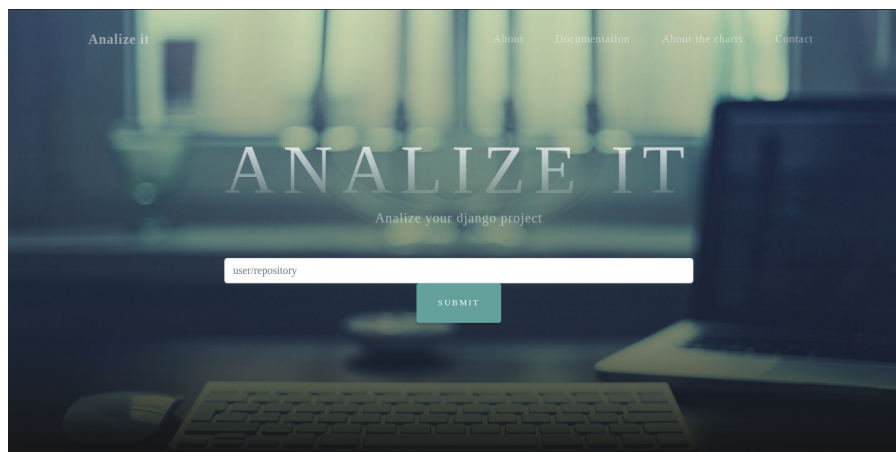 Analize it
About Documentation About the charts Contact
ANALIZE IT
Analize your django project
user/repository
SUBMIT